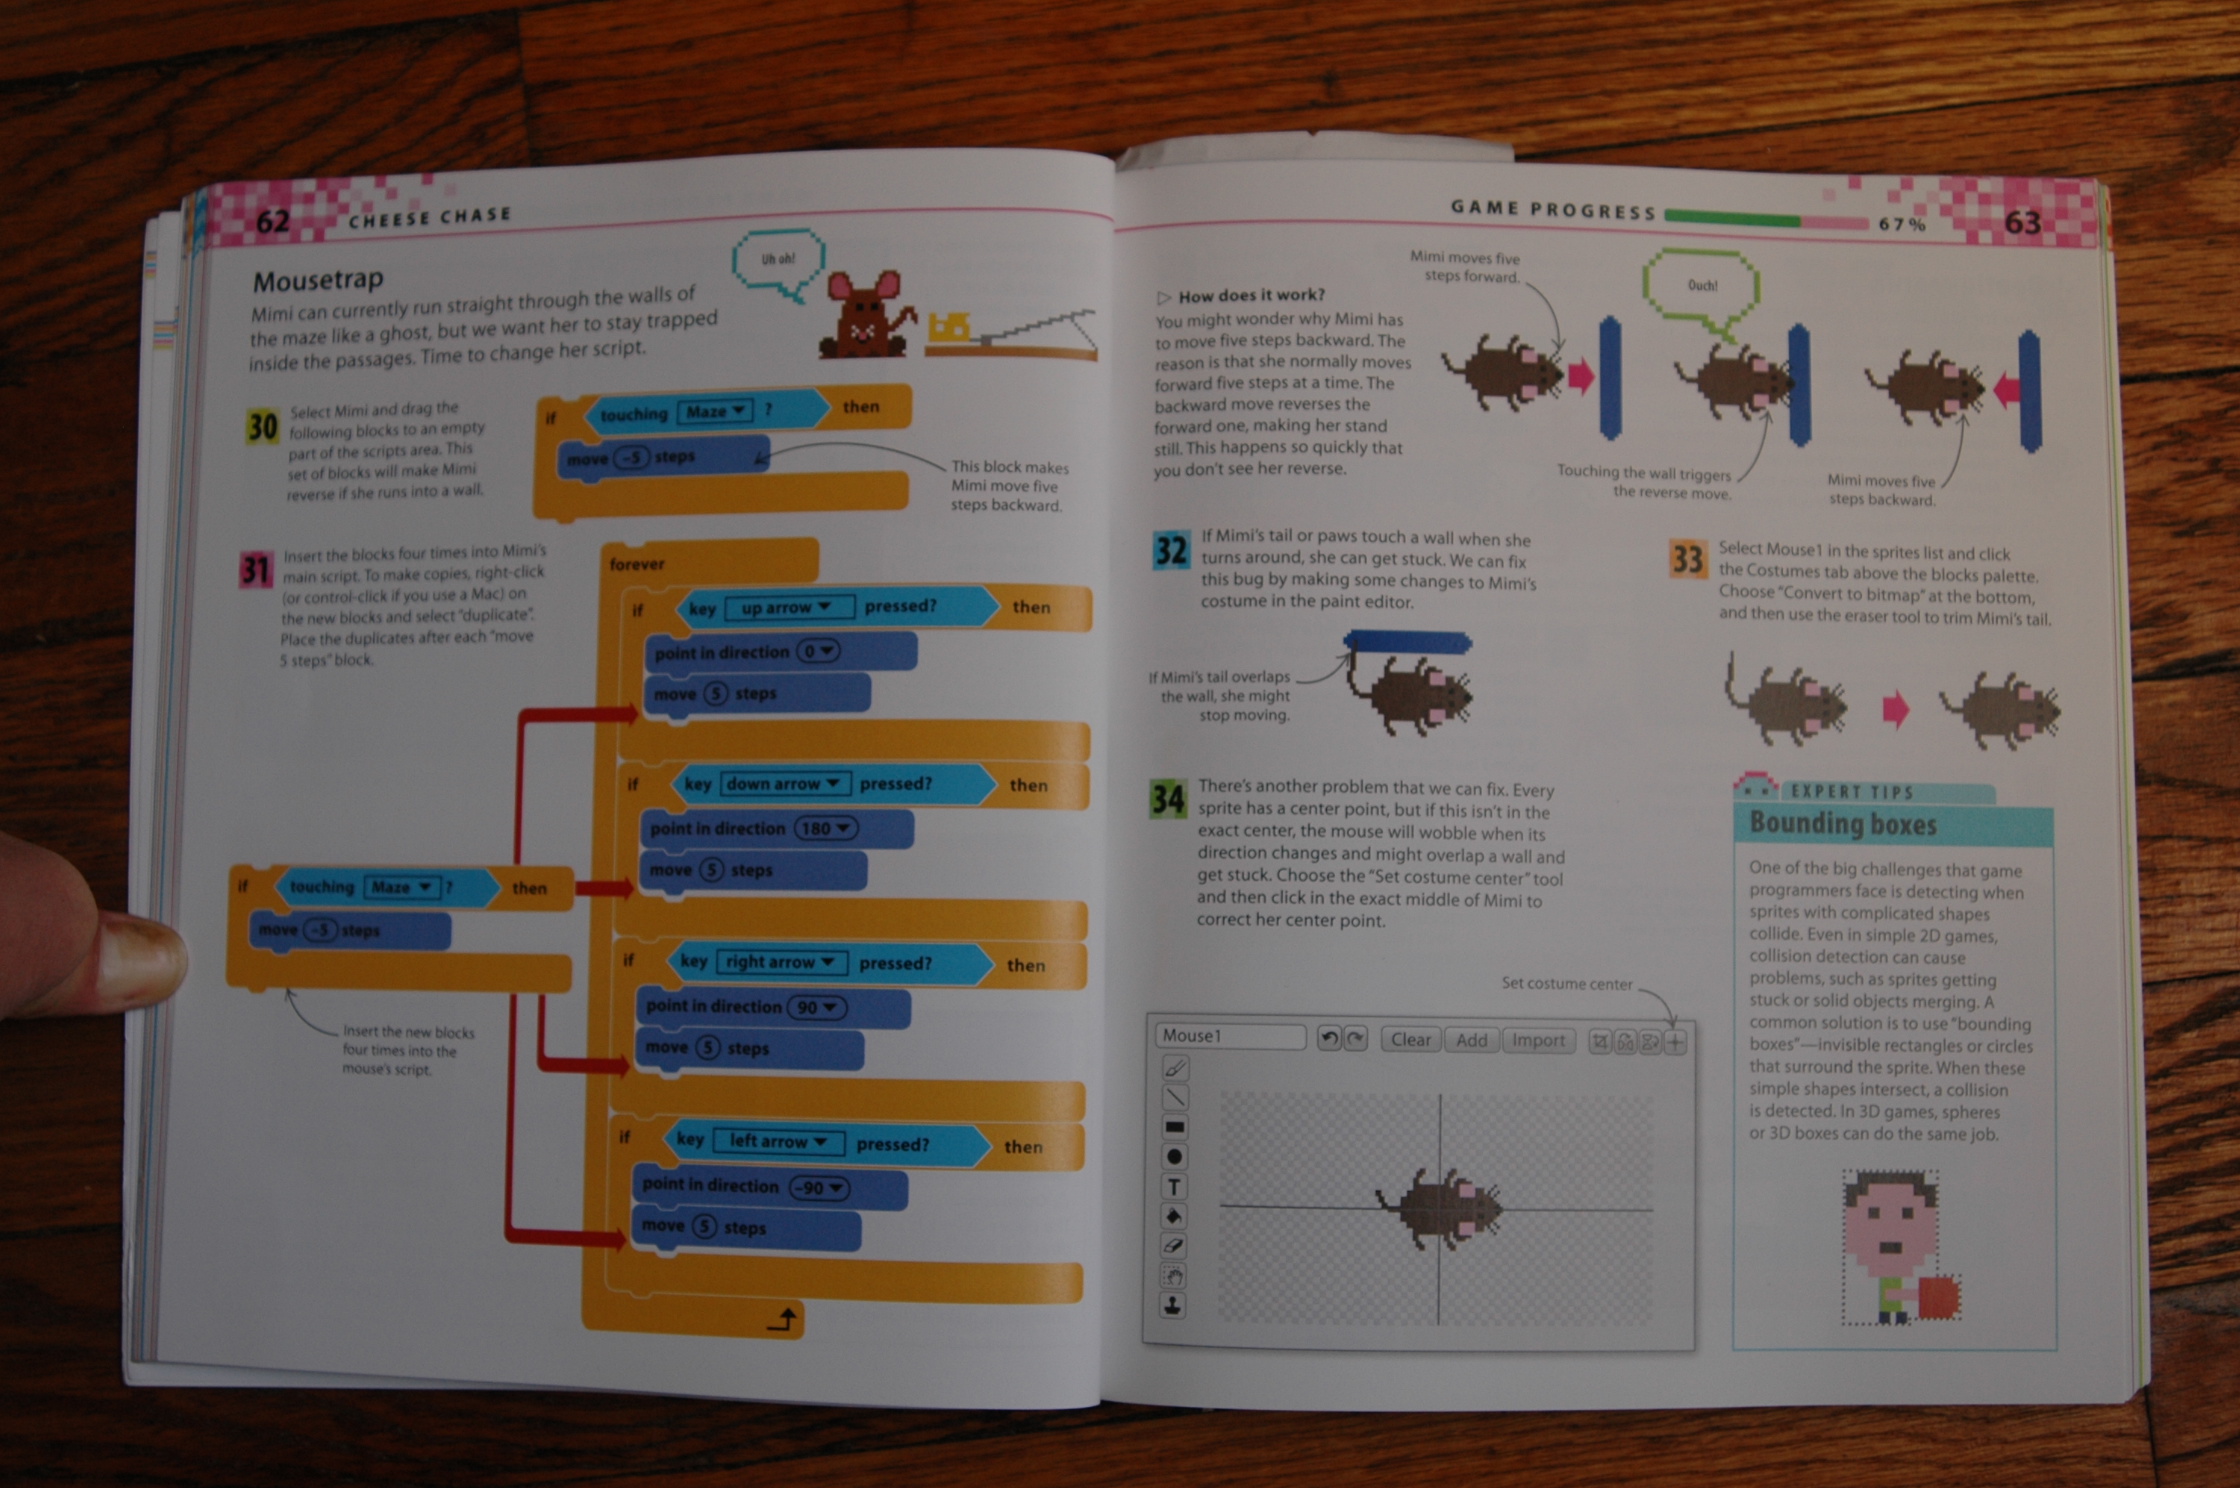 62
CHEESE CHASE
Mousetrap
Mimi can currently run straight through the walls of
the maze like a ghost, but we want her to stay trapped
inside the passages. Time to change her script.
Uh oh!
30
Select Mimi and drag the
following blocks to an empty
part of the scripts area. This
set of blocks will make Mimi
reverse if she runs into a wall.
if touching Maze ? then
move -5 steps
This block makes
Mimi move five
steps backward.
31
Insert the blocks four times into Mimi's
main script. To make copies, right-click
(or control-click if you use a Mac) on
the new blocks and select "duplicate".
Place the duplicates after each "move
5 steps" block.
if touching Maze ? then
move -5 steps
Insert the new blocks
four times into the
mouse's script.
forever
if key up arrow pressed? then
point in direction 0
move 5 steps
if key down arrow pressed? then
point in direction 180
move 5 steps
if key right arrow pressed? then
point in direction 90
move 5 steps
if key left arrow pressed? then
point in direction -90
move 5 steps
GAME PROGRESS 67%
63
How does it work?
You might wonder why Mimi has
to move five steps backward. The
reason is that she normally moves
forward five steps at a time. The
backward move reverses the
forward one, making her stand
still. This happens so quickly that
you don't see her reverse.
Mimi moves five
steps forward.
Ouch!
Touching the wall triggers
the reverse move.
Mimi moves five
steps backward.
32
If Mimi's tail or paws touch a wall when she
turns around, she can get stuck. We can fix
this bug by making some changes to Mimi's
costume in the paint editor.
If Mimi's tail overlaps
the wall, she might
stop moving.
33
Select Mouse1 in the sprites list and click
the Costumes tab above the blocks palette.
Choose "Convert to bitmap" at the bottom,
and then use the eraser tool to trim Mimi's tail.
34
There's another problem that we can fix. Every
sprite has a center point, but if this isn't in the
exact center, the mouse will wobble when its
direction changes and might overlap a wall and
get stuck. Choose the "Set costume center" tool
and then click in the exact middle of Mimi to
correct her center point.
Set costume center
Mouse1
Clear
Add
Import
T
EXPERT TIPS
Bounding boxes
One of the big challenges that game
programmers face is detecting when
sprites with complicated shapes
collide. Even in simple 2D games,
collision detection can cause
problems, such as sprites getting
stuck or solid objects merging. A
common solution is to use "bounding
boxes"—invisible rectangles or circles
that surround the sprite. When these
simple shapes intersect, a collision
is detected. In 3D games, spheres
or 3D boxes can do the same job.